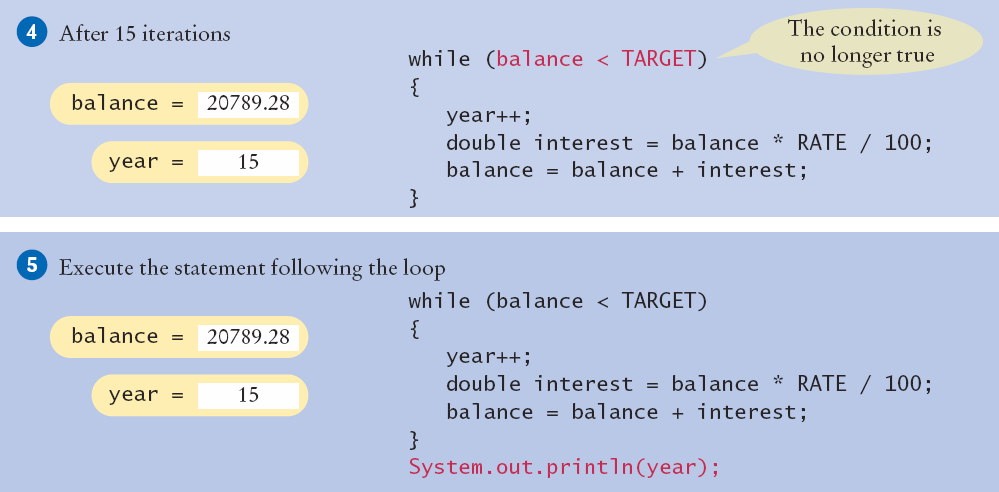 4 After 15 iterations
balance = 20789.28
year = 15
while (balance < TARGET)
{
year++;
double interest = balance * RATE / 100;
balance = balance + interest;
}
The condition is
no longer true
5 Execute the statement following the loop
balance = 20789.28
year = 15
while (balance < TARGET)
{
year++;
double interest = balance * RATE / 100;
balance = balance + interest;
}
System.out.println(year);